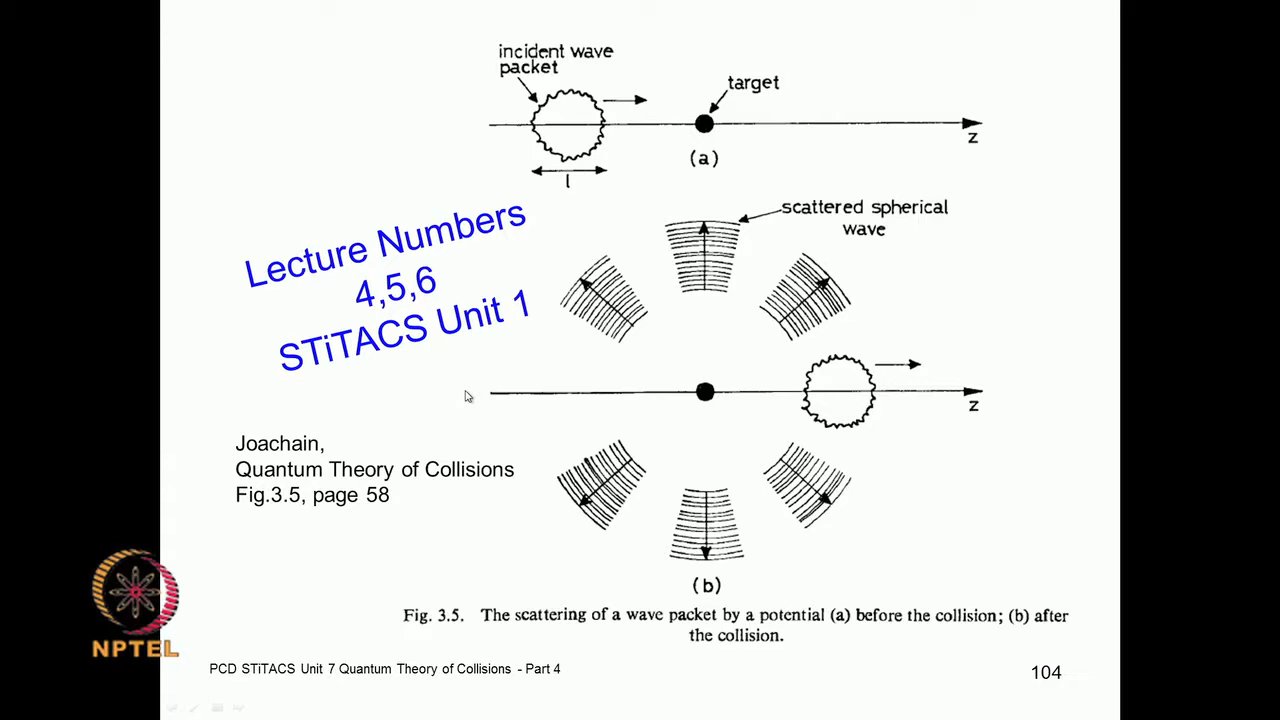 incident wave
packet
target
z
(a)
l
scattered spherical
wave
Lecture Numbers
4,5,6
STiTACS Unit 1
z
Joachain,
Quantum Theory of Collisions
Fig.3.5, page 58
(b)
Fig. 3.5. The scattering of a wave packet by a potential (a) before the collision; (b) after
the collision.
NPTEL
PCD STiTACS Unit 7 Quantum Theory of Collisions - Part 4
104